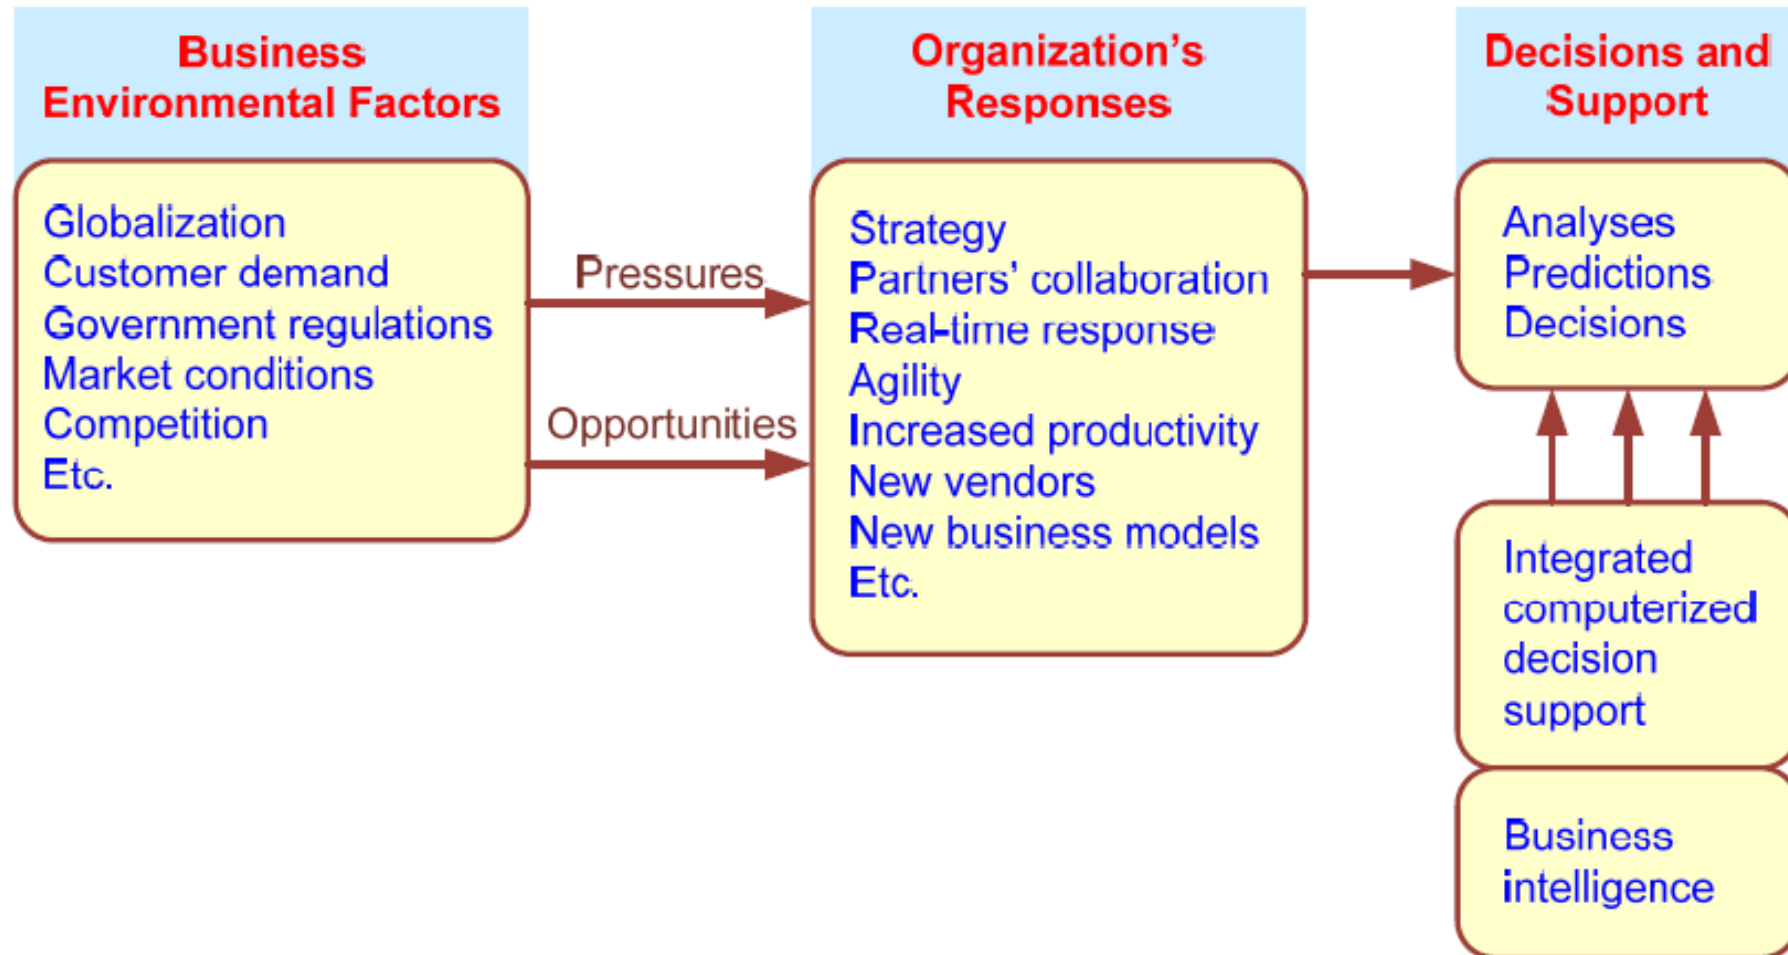 Business
Environmental Factors
Globalization
Customer demand
Government regulations
Market conditions
Competition
Etc.
Pressures
Opportunities
Organization's
Responses
Strategy
Partners' collaboration
Real-time response
Agility
Increased productivity
New vendors
New business models
Etc.
Decisions and
Support
Analyses
Predictions
Decisions
Integrated
computerized
decision
support
Business
intelligence